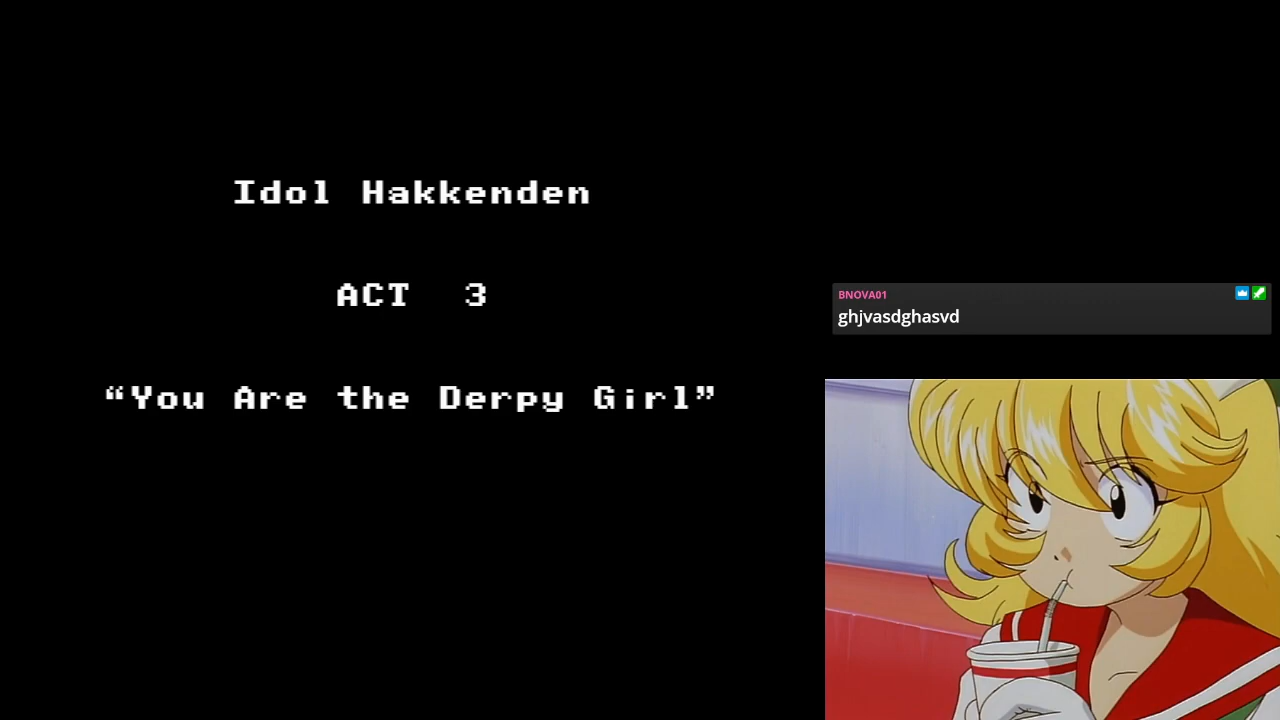 Idol Hakkenden
ACT 3
“You Are the Derpy Girl”
BNOVA01
ghjvasdghasvd